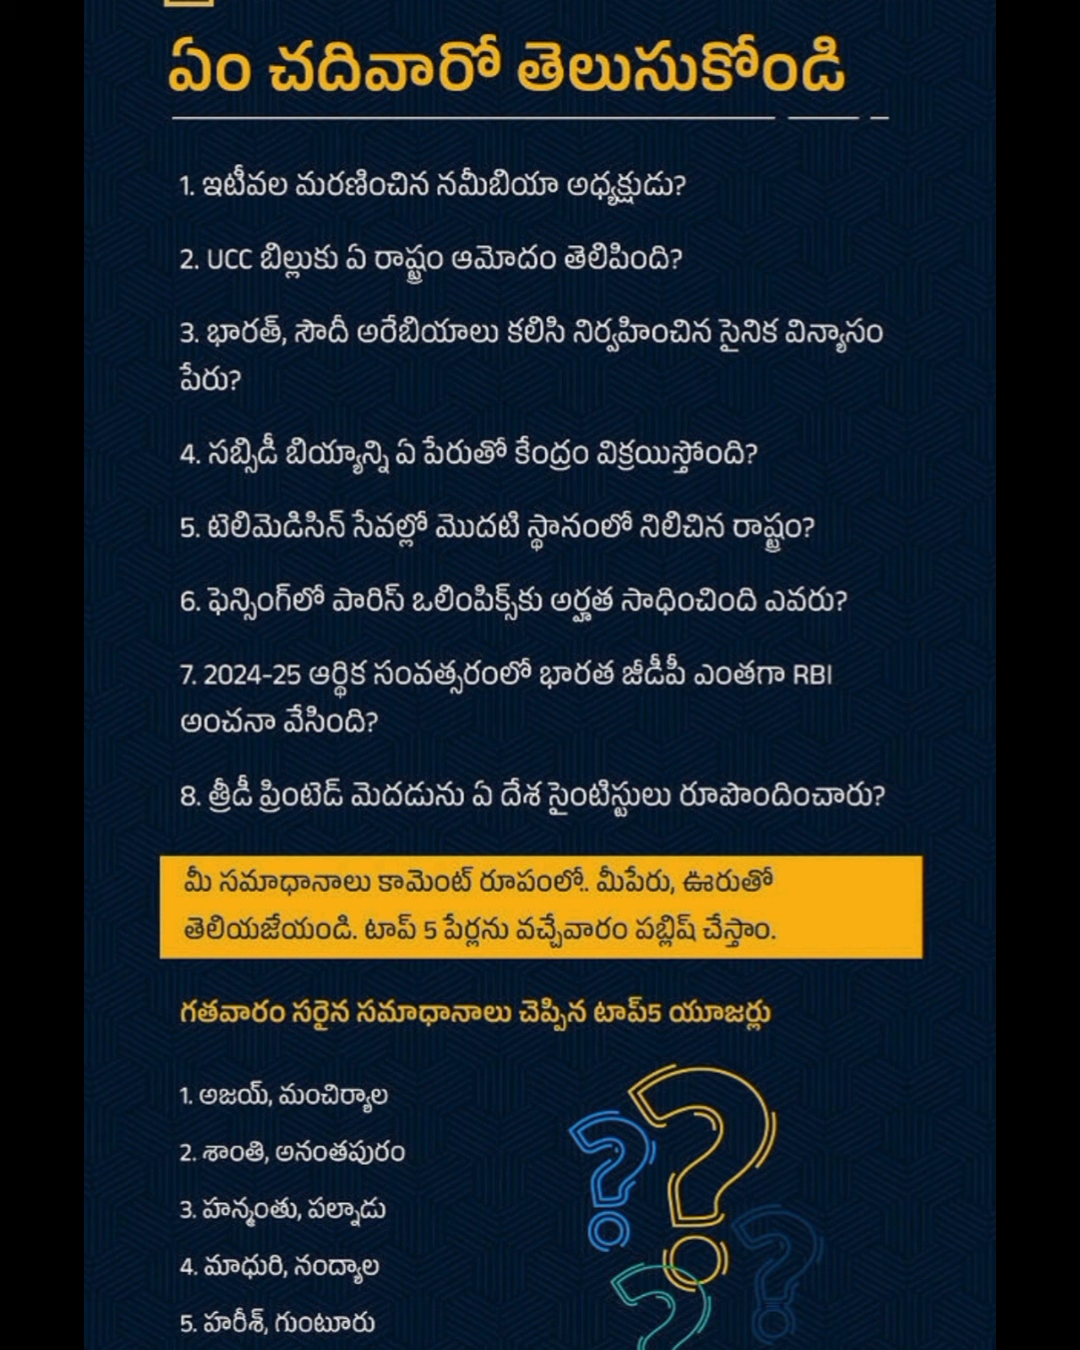 ఏం చదివారో తెలుసుకోండి
1. ఇటీవల మరణించిన నమీబియా అధ్యక్షుడు?
2. UCC బిల్లుకు ఏ రాష్ట్రం ఆమోదం తెలిపింది?
3. భారత్, సౌదీ అరేబియాలు కలిసి నిర్వహించిన సైనిక విన్యాసం
పేరు?
4. సబ్సిడీ బియ్యాన్ని ఏ పేరుతో కేంద్రం విక్రయిస్తోంది?
5. టెలిమెడిసిన్ సేవల్లో మొదటి స్థానంలో నిలిచిన రాష్ట్రం?
6. ఫెన్సింగ్‌లో పారిస్ ఒలింపిక్స్‌కు అర్హత సాధించింది ఎవరు?
7. 2024-25 ఆర్థిక సంవత్సరంలో భారత జీడీపీ ఎంతగా RBI
అంచనా వేసింది?
8. త్రీడీ ప్రింటెడ్ మెదడును ఏ దేశ సైంటిస్టులు రూపొందించారు?
మీ సమాధానాలు కామెంట్ రూపంలో.. మీపేరు, ఊరుతో
తెలియజేయండి. టాప్ 5 పేర్లను వచ్చేవారం పబ్లిష్ చేస్తాం.
గతవారం సరైన సమాధానాలు చెప్పిన టాప్5 యూజర్లు
1. అజయ్, మంచిర్యాల
2. శాంతి, అనంతపురం
3. హన్మంతు, పల్నాడు
4. మాధురి, నంద్యాల
5. హరీశ్, గుంటూరు